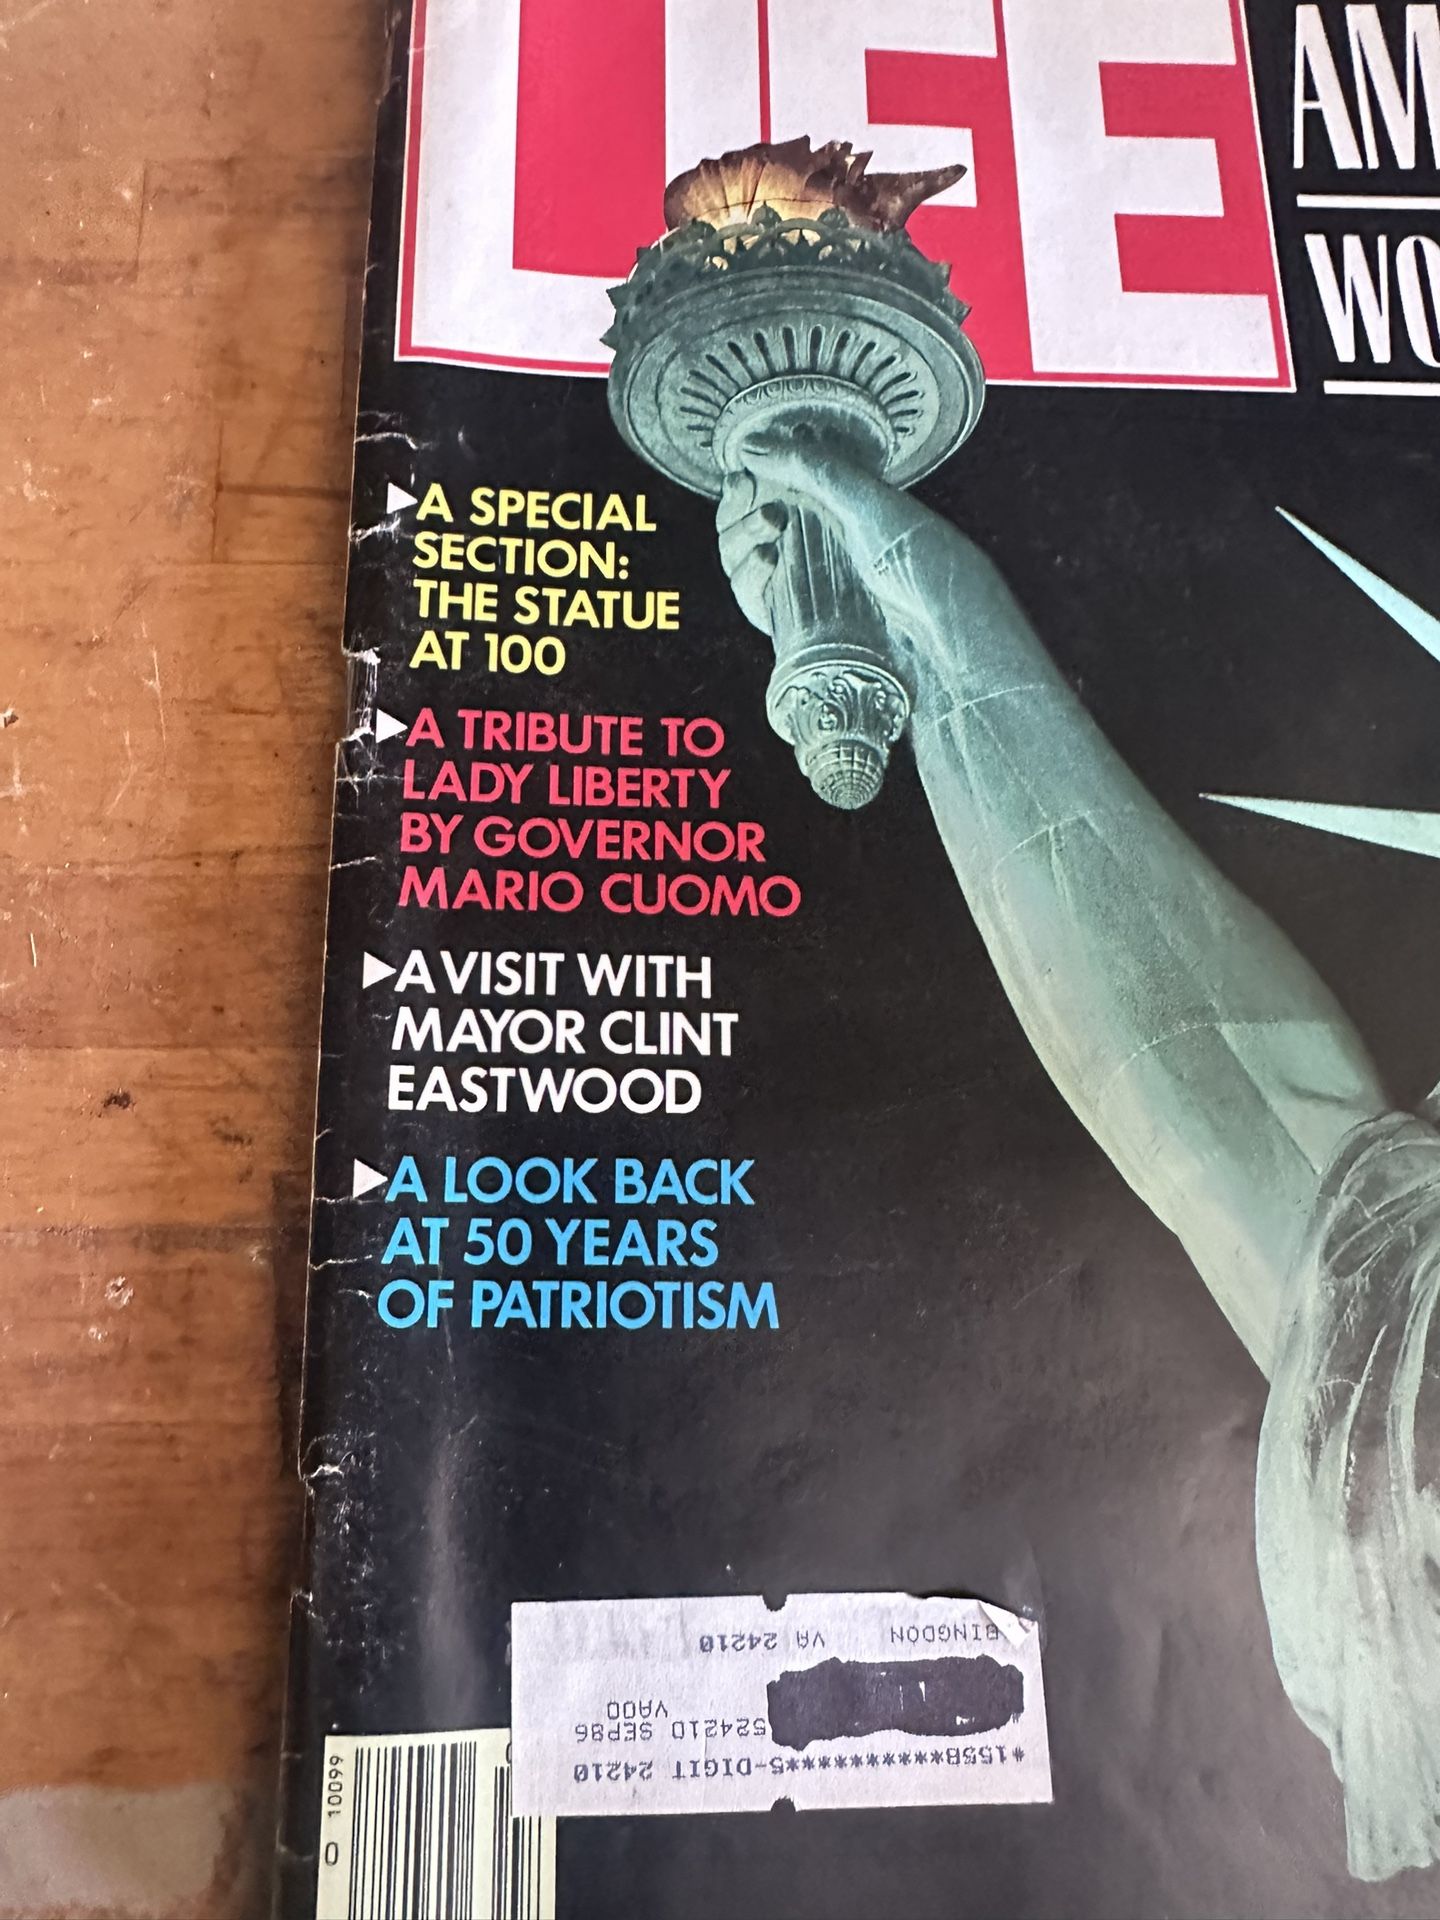 LIFE
AM
WO
A SPECIAL
SECTION:
THE STATUE
AT 100
A TRIBUTE TO
LADY LIBERTY
BY GOVERNOR
MARIO CUOMO
A VISIT WITH
MAYOR CLINT
EASTWOOD
A LOOK BACK
AT 50 YEARS
OF PATRIOTISM
*1558**************5-DIGIT 24210
524210 SEP86
VA00
BINGDON VA 24210
0 10099